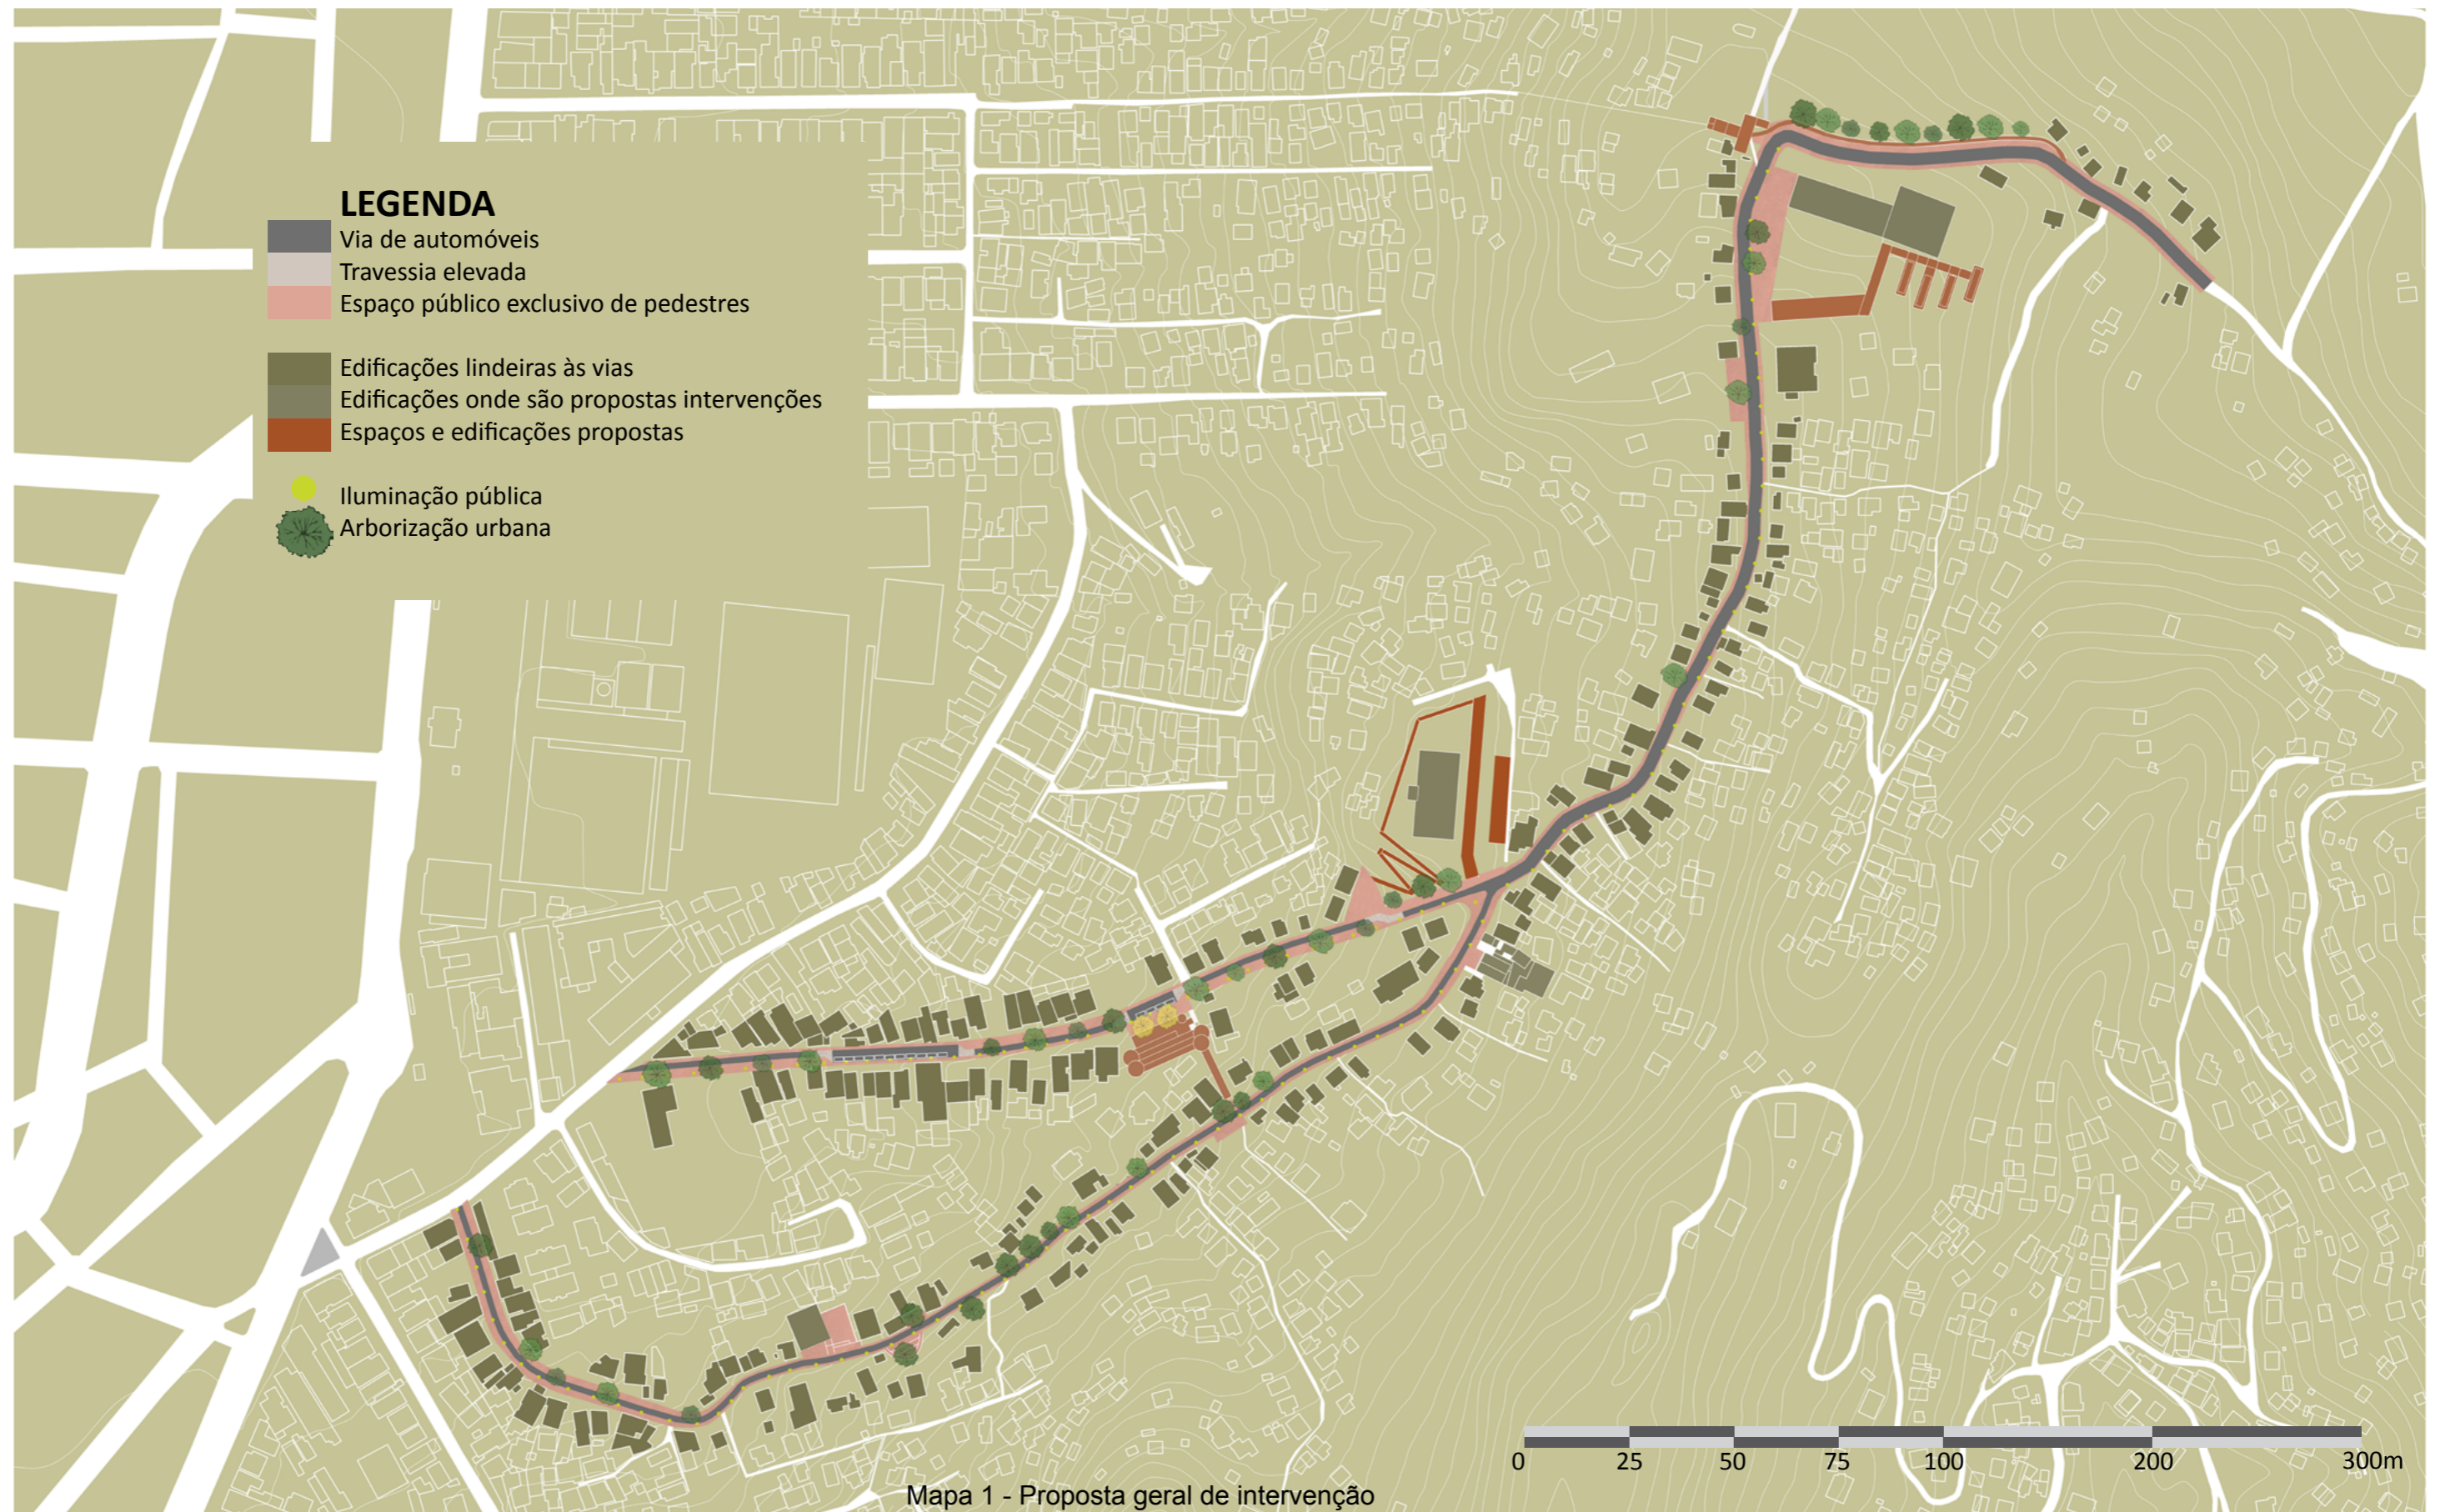 LEGENDA
Via de automóveis
Travessia elevada
Espaço público exclusivo de pedestres
Edificações lindeiras às vias
Edificações onde são propostas intervenções
Espaços e edificações propostas
Iluminação pública
Arborização urbana
0 25 50 75 100 200 300m
Mapa 1 - Proposta geral de intervenção